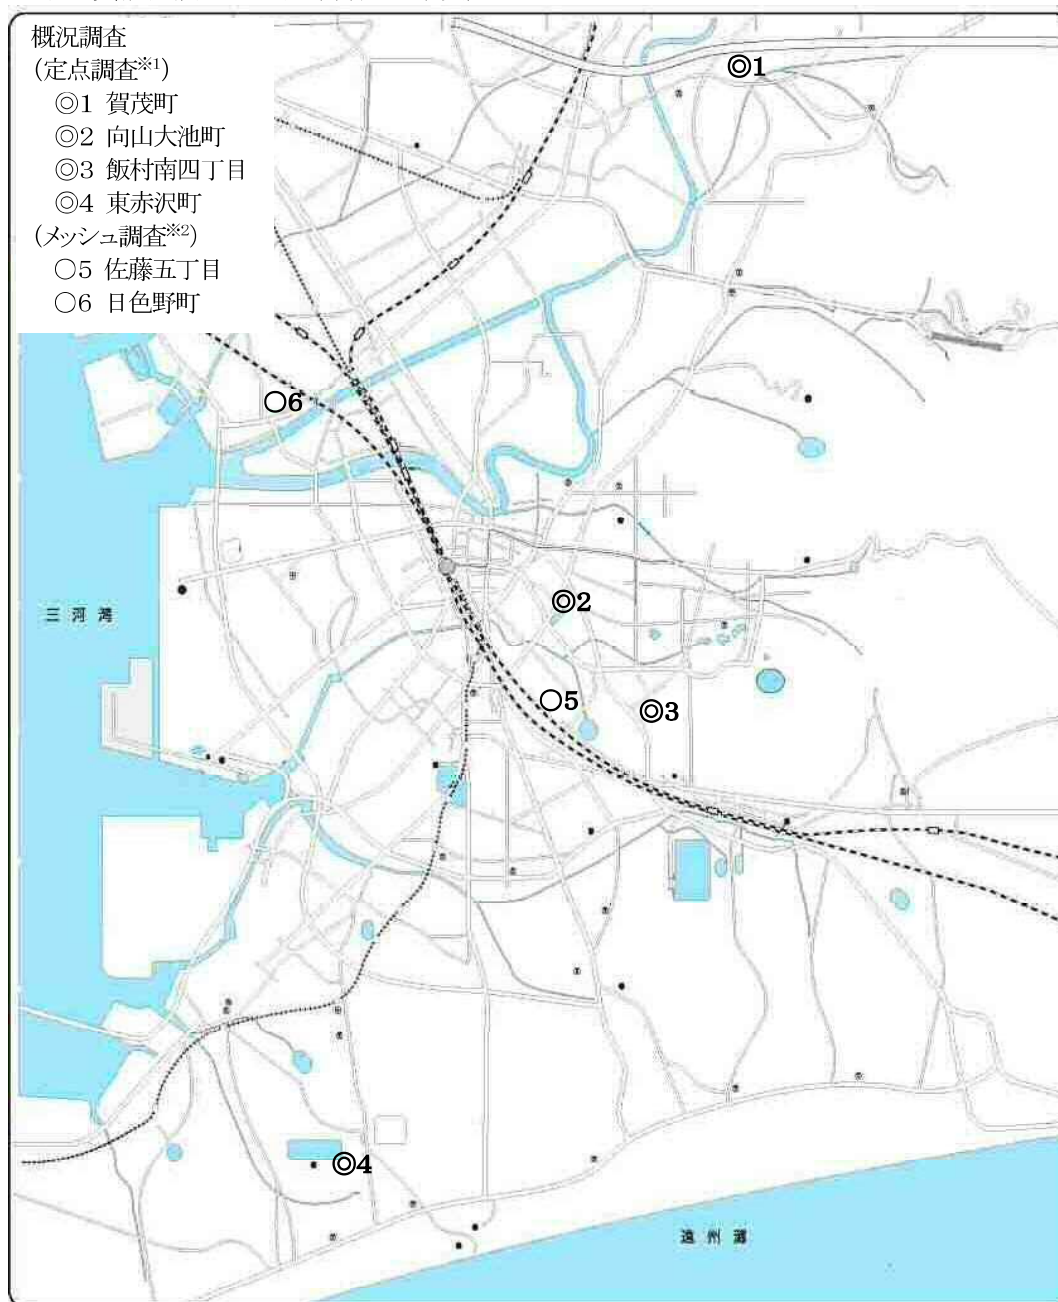 概況調査
(定点調査※1)
◎1 賀茂町
◎2 向山大池町
◎3 飯村南四丁目
◎4 東赤沢町
(メッシュ調査※2)
○5 佐藤五丁目
○6 日色野町
◎1
○6
三河湾
◎2
○5
◎3
◎4
遠州灘